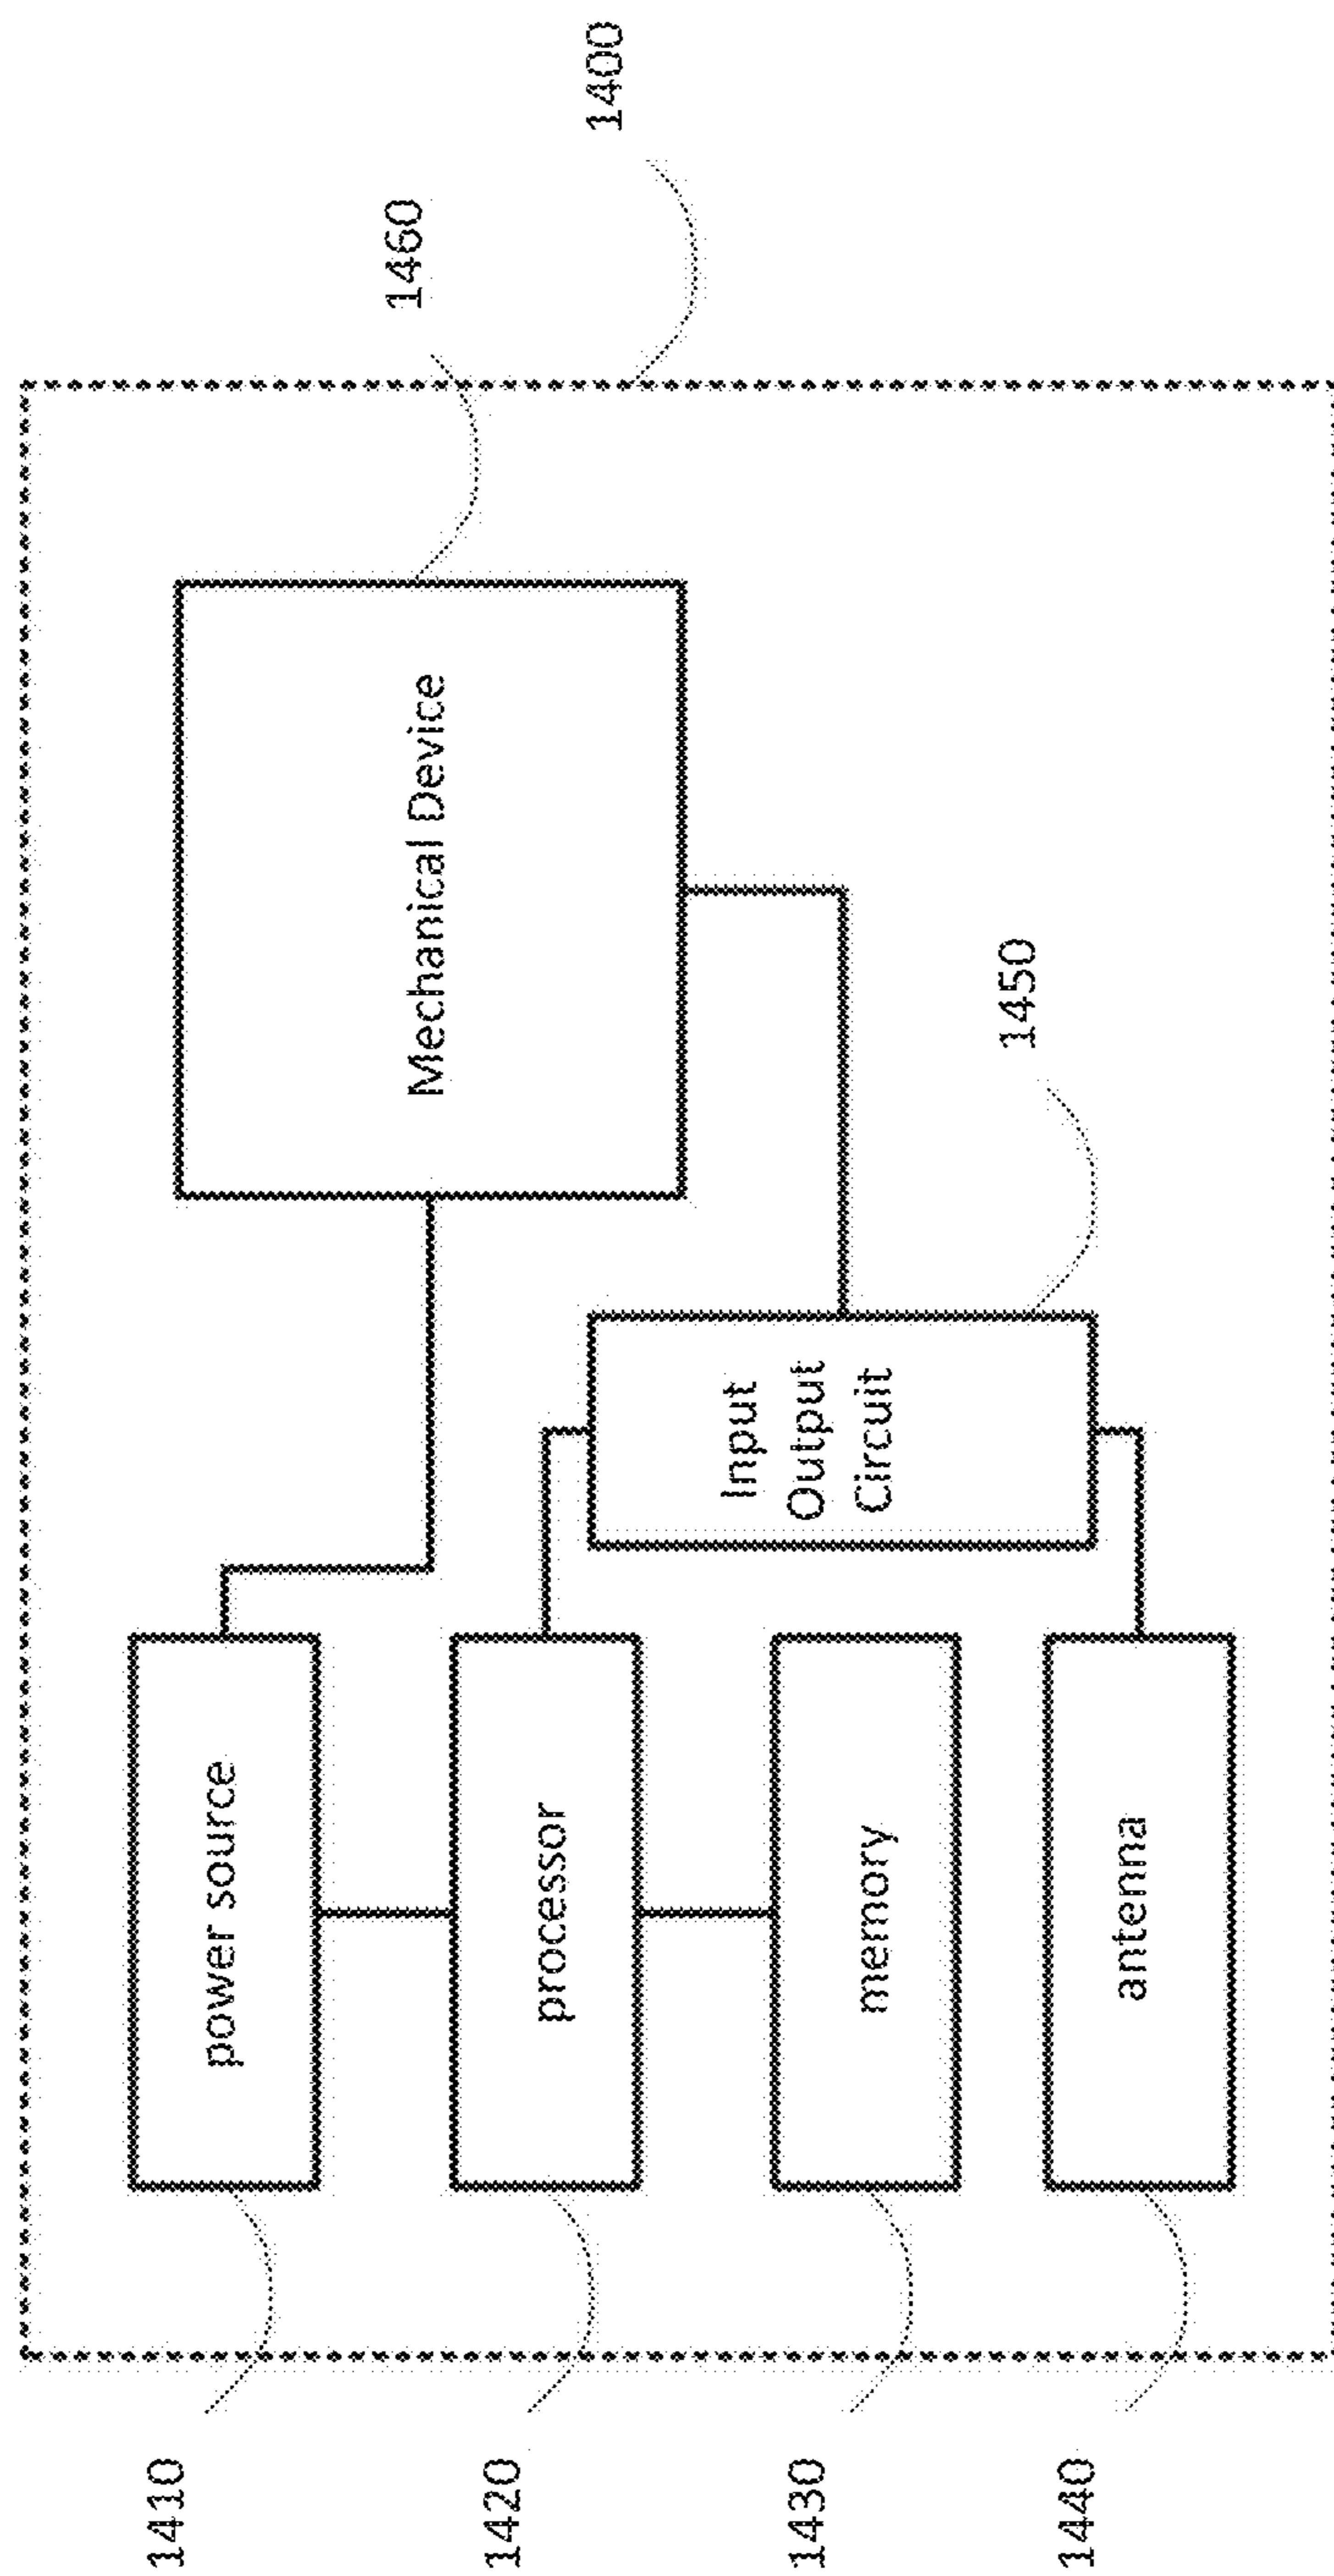 1400
1460
1410
power source
Mechanical Device
1420
processor
Input
Output
Circuit
1450
1430
memory
1440
antenna